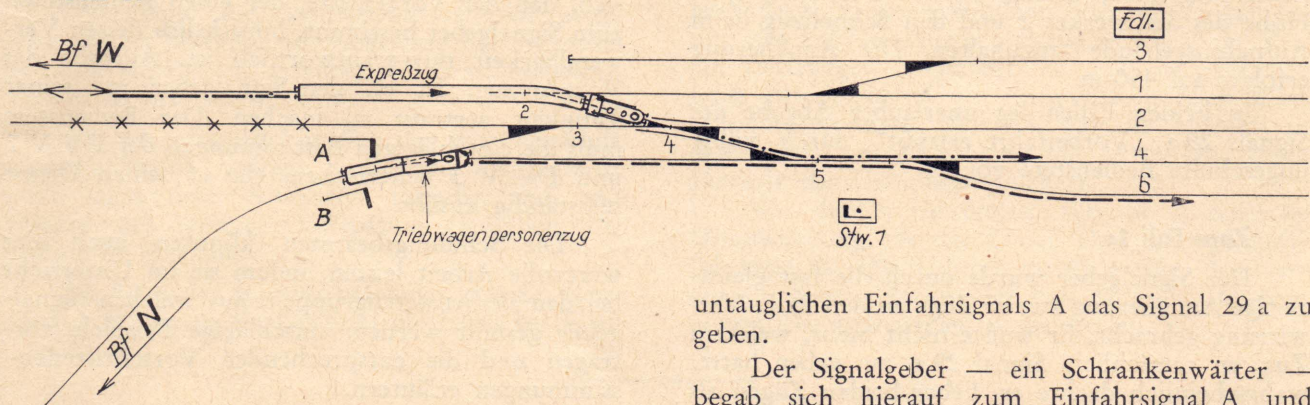 Fdl.
Bf W
Expreßzug
3
1
2
2
3
4
4
5
6
A
B
Triebwagenpersonenzug
Stw. 1
Bf N
untauglichen Einfahrsignals A das Signal 29 a zu
geben.
Der Signalgeber — ein Schrankenwärter —
begab sich hierauf zum Einfahrsignal A und